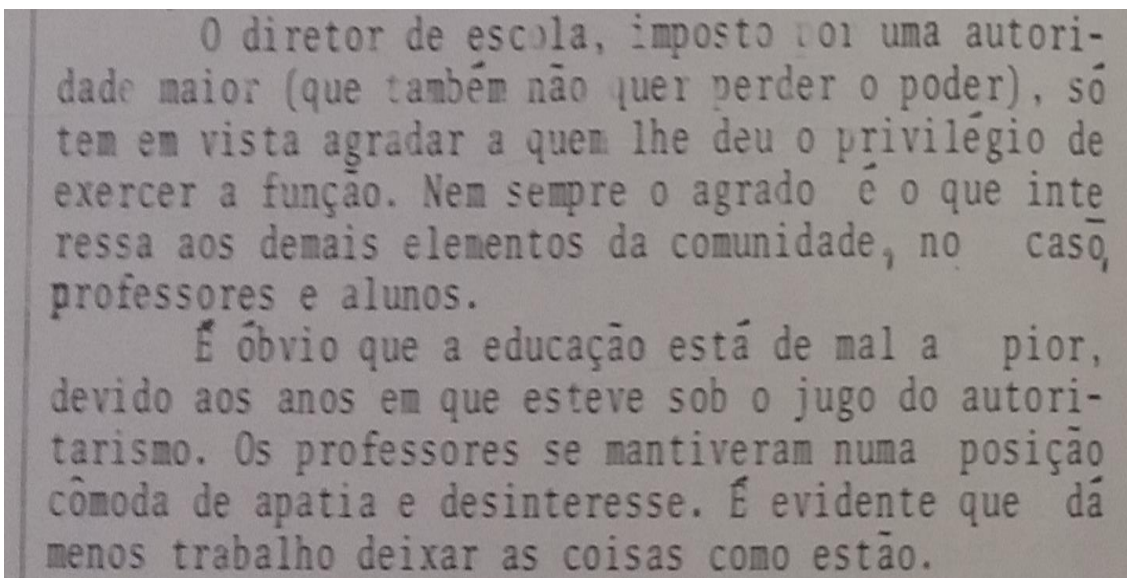 O diretor de escola, imposto por uma autori-
dade maior (que também não quer perder o poder), só
tem em vista agradar a quem lhe deu o privilégio de
exercer a função. Nem sempre o agrado é o que inte
ressa aos demais elementos da comunidade, no caso,
professores e alunos.
É óbvio que a educação está de mal a pior,
devido aos anos em que esteve sob o jugo do autori-
tarismo. Os professores se mantiveram numa posição
cômoda de apatia e desinteresse. É evidente que dá
menos trabalho deixar as coisas como estão.